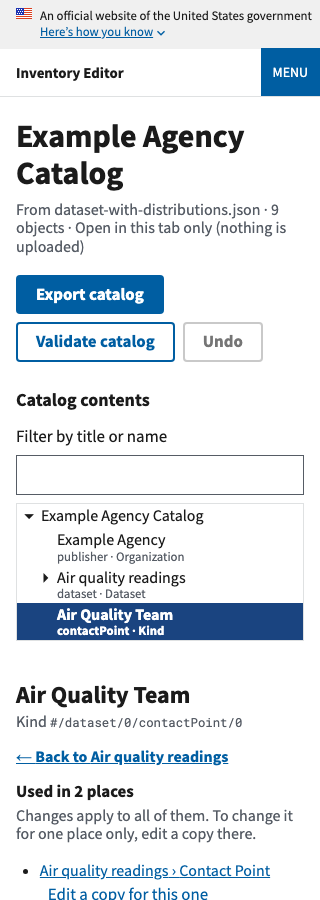 An official website of the United States government
Here's how you know
Inventory Editor
MENU
Example Agency
Catalog
From dataset-with-distributions.json · 9
objects · Open in this tab only (nothing is
uploaded)
Export catalog
Validate catalog
Undo
Catalog contents
Filter by title or name
Example Agency Catalog
Example Agency
publisher · Organization
Air quality readings
dataset · Dataset
Air Quality Team
contactPoint · Kind
Air Quality Team
Kind #/dataset/0/contactPoint/0
← Back to Air quality readings
Used in 2 places
Changes apply to all of them. To change it
for one place only, edit a copy there.
Air quality readings › Contact Point
Edit a copy for this one